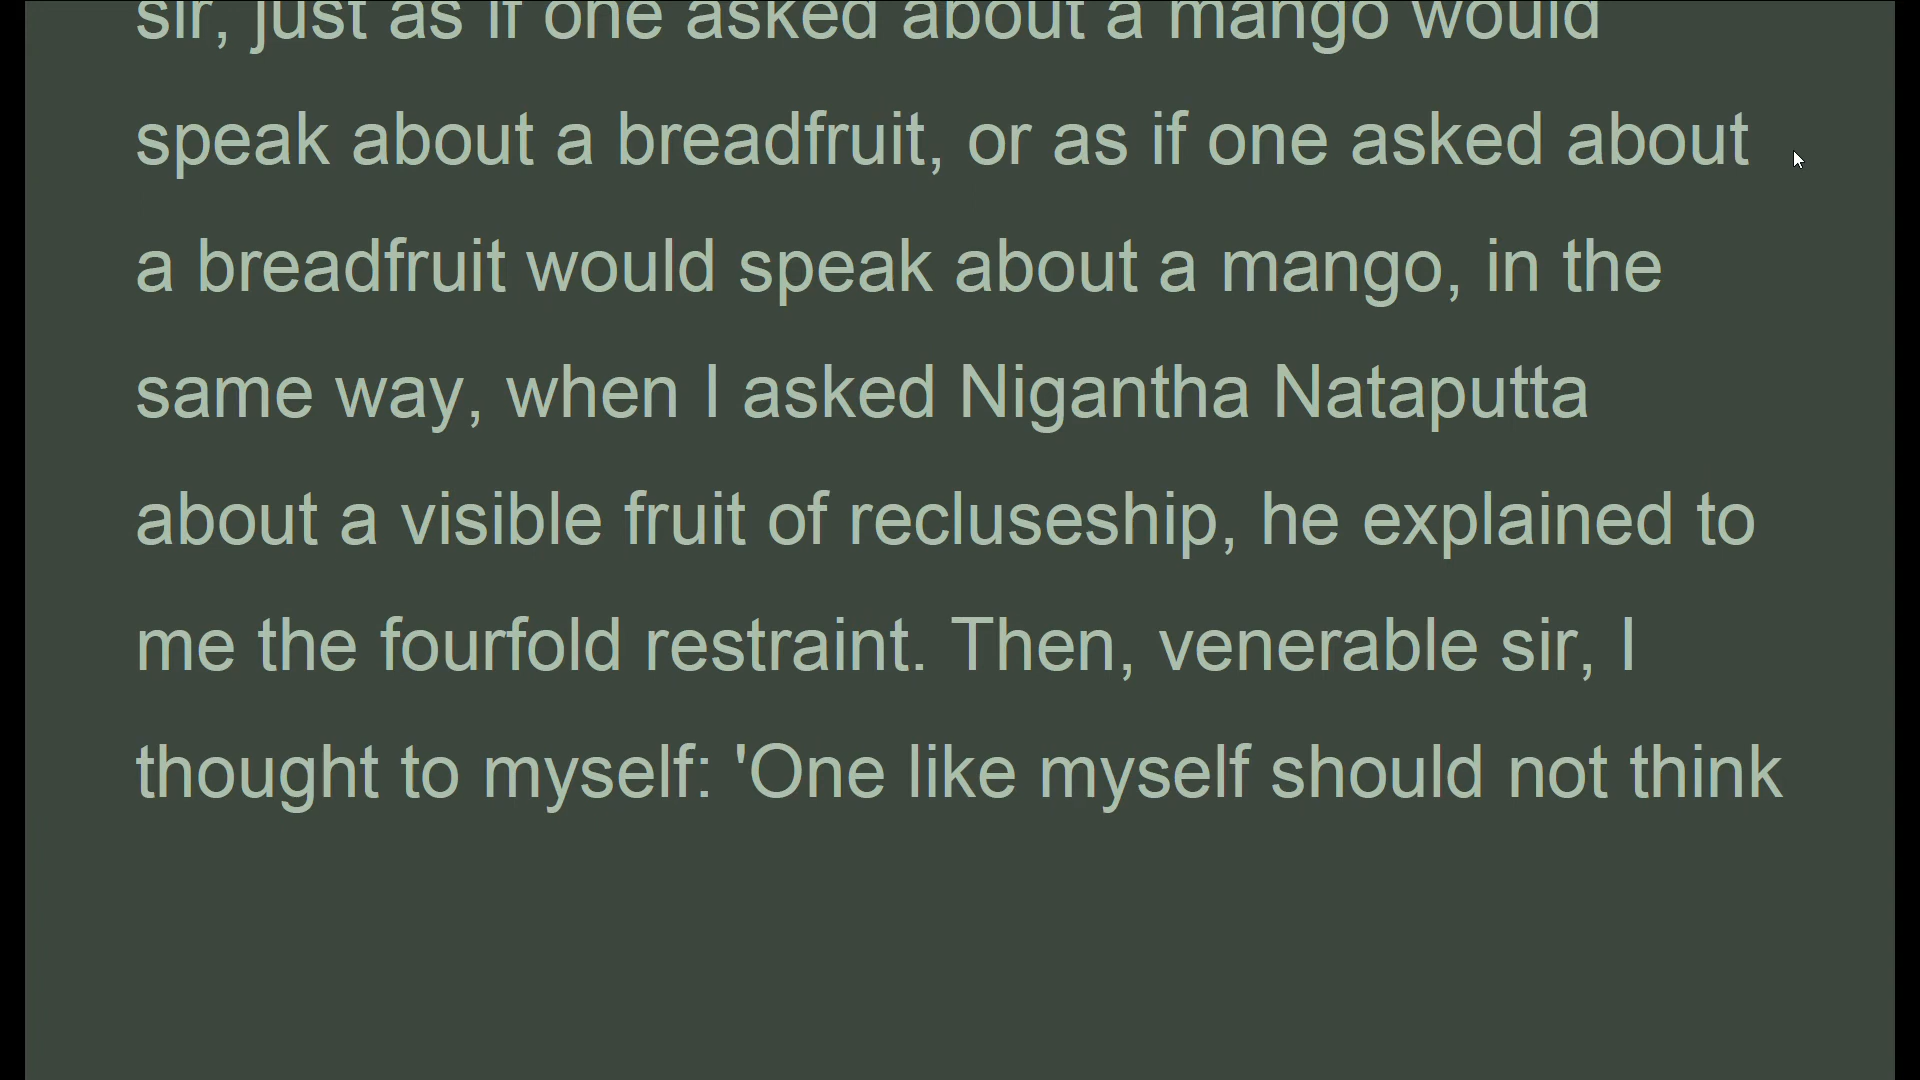 sir, just as if one asked about a mango would
speak about a breadfruit, or as if one asked about
a breadfruit would speak about a mango, in the
same way, when I asked Nigantha Nataputta
about a visible fruit of recluseship, he explained to
me the fourfold restraint. Then, venerable sir, I
thought to myself: 'One like myself should not think